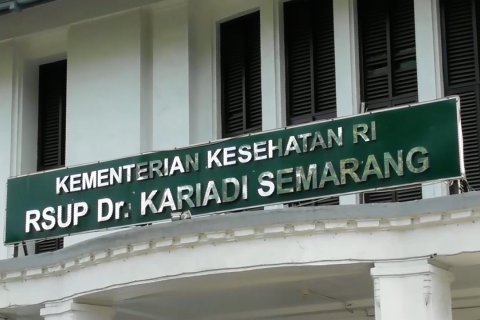 KEMENTERIAN KESEHATAN RI
RSUP Dr. KARIADI SEMARANG